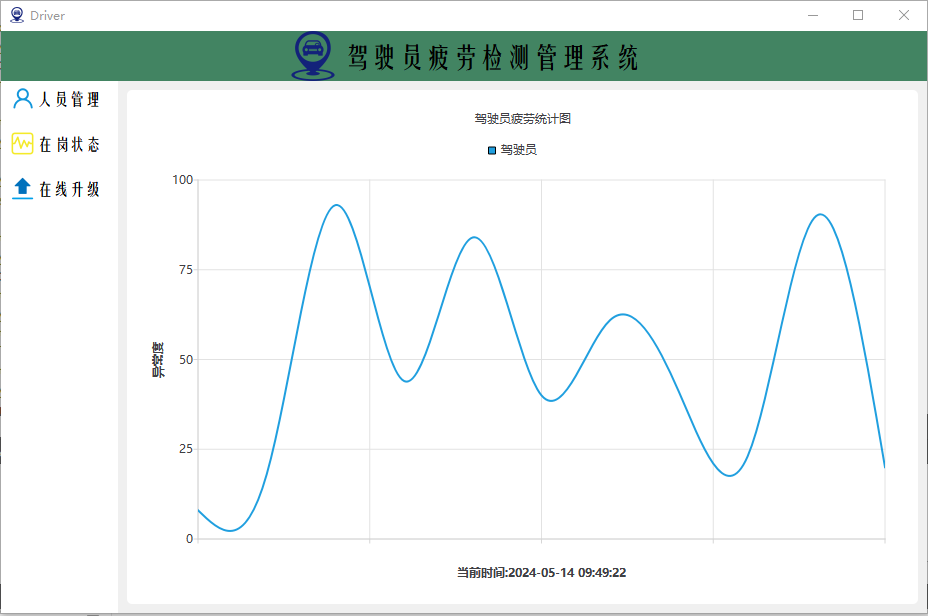 Driver
驾驶员疲劳检测管理系统
人员管理
在岗状态
在线升级
驾驶员疲劳统计图
驾驶员
100
75
50
25
0
异常度
当前时间:2024-05-14 09:49:22